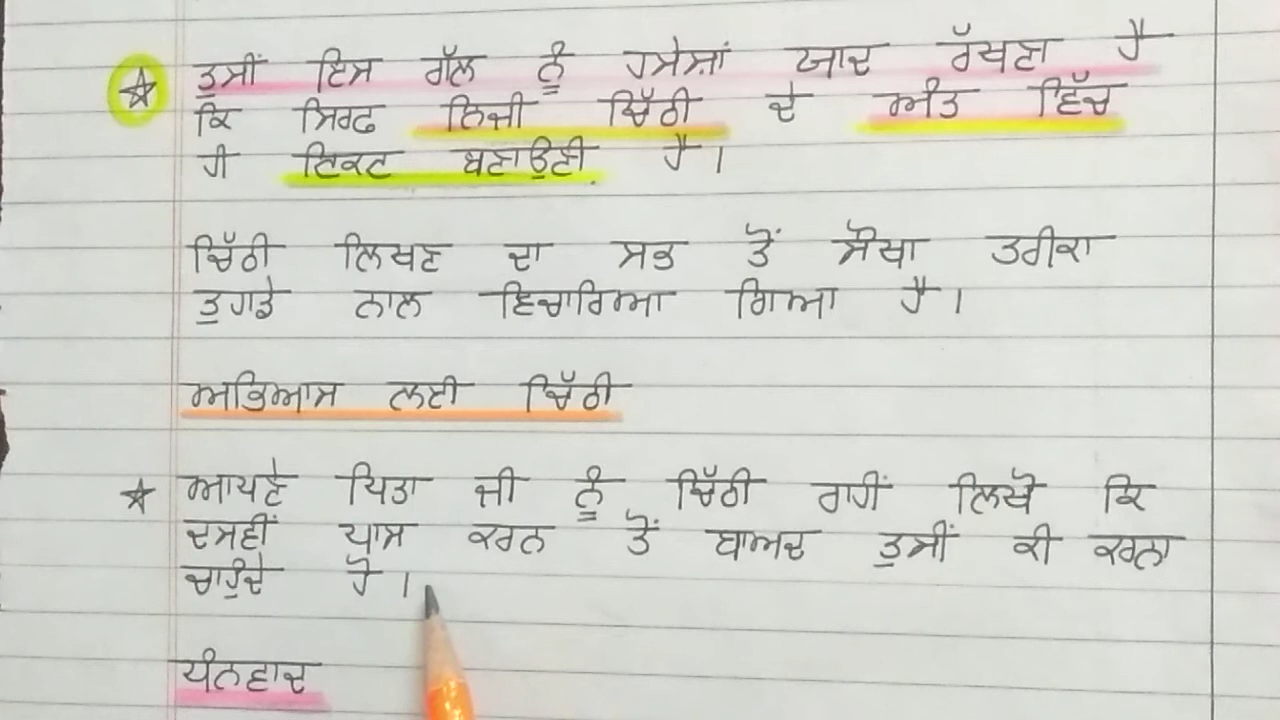 ਤੁਸੀਂ ਇਸ ਗੱਲ ਨੂੰ ਹਮੇਸ਼ਾਂ ਯਾਦ ਰੱਖਣਾ ਹੈ
ਕਿ ਸਿਰਫ ਨਿਜੀ ਚਿੱਠੀ ਦੇ ਅੰਤ ਵਿੱਚ
ਹੀ ਟਿਕਟ ਬਣਾਉਣੀ ਹੈ।
ਚਿੱਠੀ ਲਿਖਣ ਦਾ ਸਭ ਤੋਂ ਸੌਖਾ ਤਰੀਕਾ
ਤੁਹਾਡੇ ਨਾਲ ਵਿਚਾਰਿਆ ਗਿਆ ਹੈ।
ਅਭਿਆਸ ਲਈ ਚਿੱਠੀ
ਆਪਣੇ ਪਿਤਾ ਜੀ ਨੂੰ ਚਿੱਠੀ ਰਾਹੀਂ ਲਿਖੋ ਕਿ
ਦਸਵੀਂ ਪਾਸ ਕਰਨ ਤੋਂ ਬਾਅਦ ਤੁਸੀਂ ਕੀ ਕਰਨਾ
ਚਾਹੁੰਦੇ ਹੋ।
ਧੰਨਵਾਦ